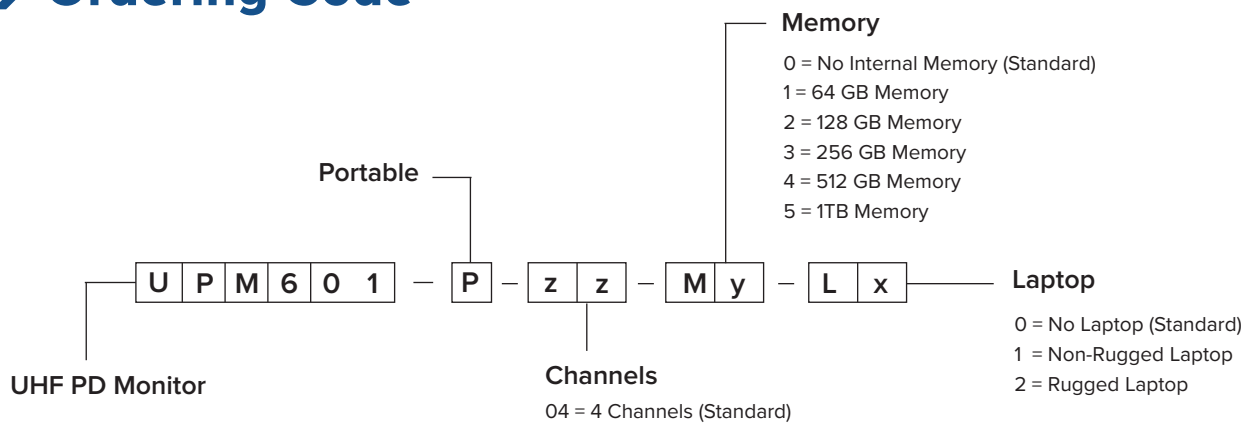 Ordering Code
Memory
0 = No Internal Memory (Standard)
1 = 64 GB Memory
2 = 128 GB Memory
3 = 256 GB Memory
4 = 512 GB Memory
5 = 1TB Memory
Portable
U P M 6 0 1 – P – z z – M y – L x
Laptop
0 = No Laptop (Standard)
1 = Non-Rugged Laptop
2 = Rugged Laptop
UHF PD Monitor
Channels
04 = 4 Channels (Standard)